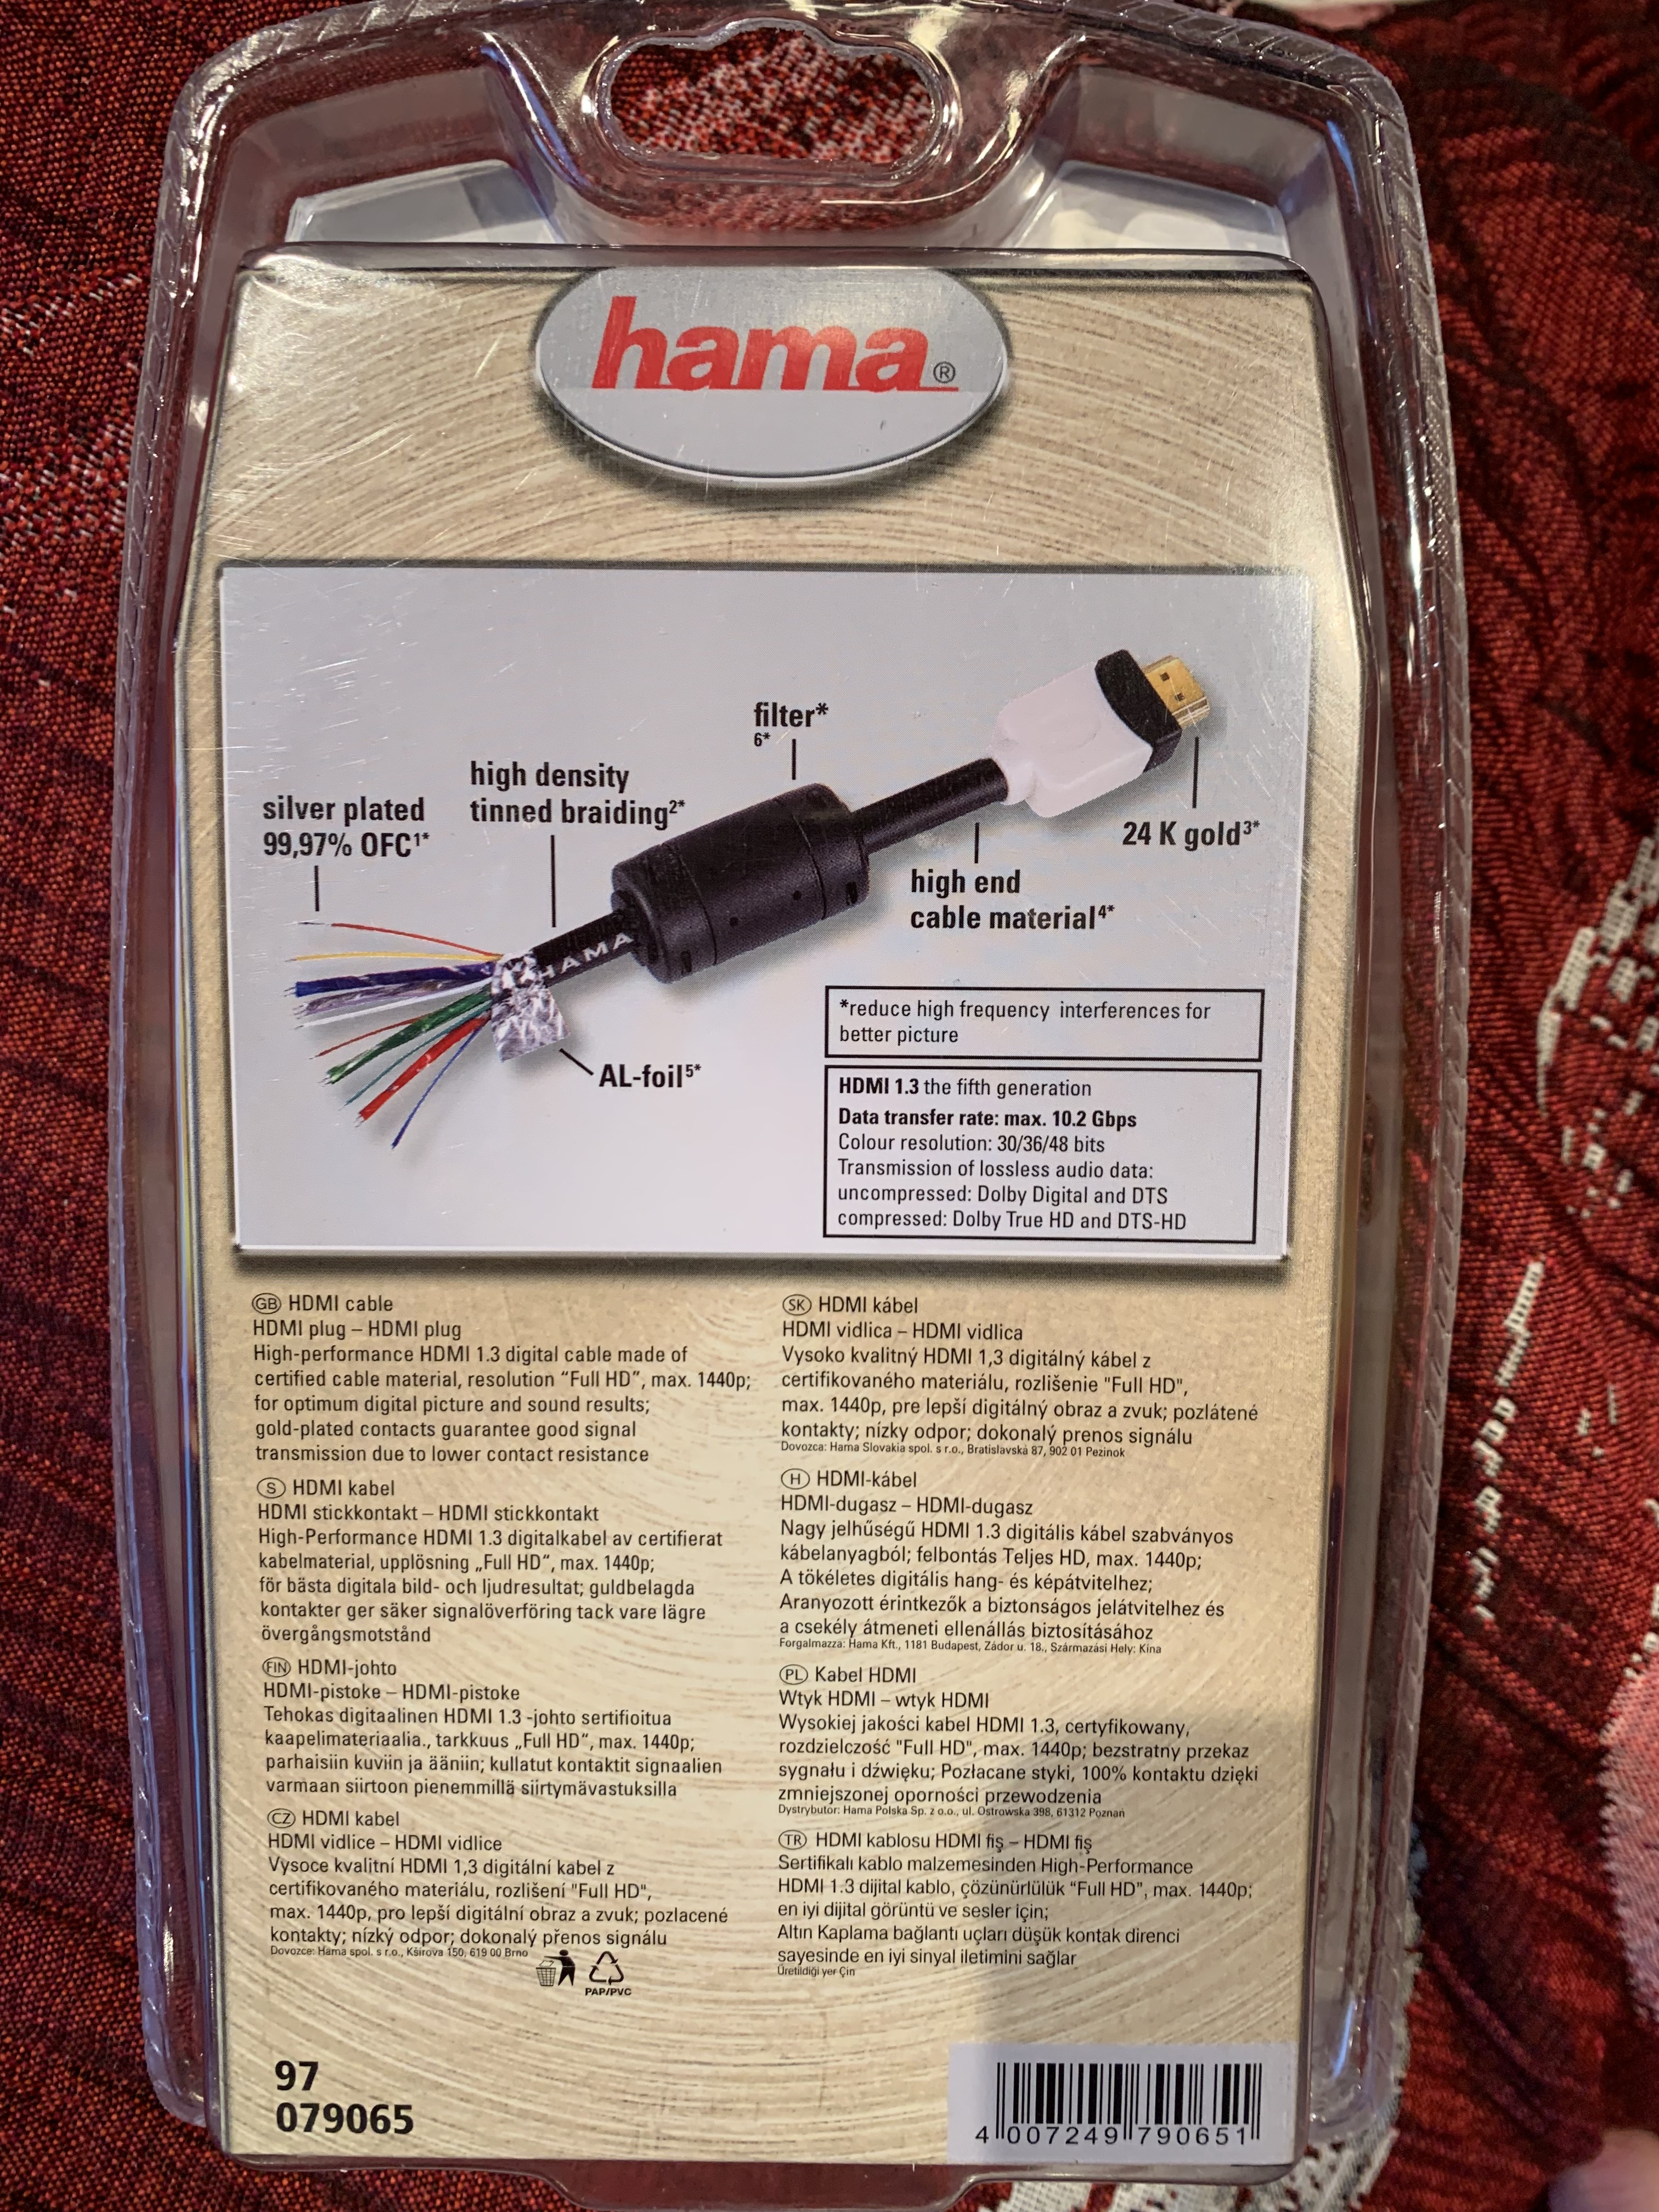 hama®
filter*
6*
high density
tinned braiding2*
silver plated
99,97% OFC1*
24 K gold3*
high end
cable material4*
HAMA
AL-foil5*
*reduce high frequency interferences for
better picture
HDMI 1.3 the fifth generation
Data transfer rate: max. 10.2 Gbps
Colour resolution: 30/36/48 bits
Transmission of lossless audio data:
uncompressed: Dolby Digital and DTS
compressed: Dolby True HD and DTS-HD
GB HDMI cable
HDMI plug – HDMI plug
High-performance HDMI 1.3 digital cable made of
certified cable material, resolution “Full HD”, max. 1440p;
for optimum digital picture and sound results;
gold-plated contacts guarantee good signal
transmission due to lower contact resistance
S HDMI kabel
HDMI stickkontakt – HDMI stickkontakt
High-Performance HDMI 1.3 digitalkabel av certifierat
kabelmaterial, upplösning „Full HD“, max. 1440p;
för bästa digitala bild- och ljudresultat; guldbelagda
kontakter ger säker signalöverföring tack vare lägre
övergångsmotstånd
FIN HDMI-johto
HDMI-pistoke – HDMI-pistoke
Tehokas digitaalinen HDMI 1.3 -johto sertifioitua
kaapelimateriaalia., tarkkuus „Full HD“, max. 1440p;
parhaisiin kuviin ja ääniin; kullatut kontaktit signaalien
varmaan siirtoon pienemmillä siirtymävastuksilla
CZ HDMI kabel
HDMI vidlice – HDMI vidlice
Vysoce kvalitní HDMI 1,3 digitální kabel z
certifikovaného materiálu, rozlišení "Full HD",
max. 1440p, pro lepší digitální obraz a zvuk; pozlacené
kontakty; nízký odpor; dokonalý přenos signálu
Dovozce: Hama spol. s r.o., Kšírova 150, 619 00 Brno
PAP/PVC
SK HDMI kábel
HDMI vidlica – HDMI vidlica
Vysoko kvalitný HDMI 1,3 digitálný kábel z
certifikovaného materiálu, rozlišenie "Full HD",
max. 1440p, pre lepší digitálný obraz a zvuk; pozlátené
kontakty; nízky odpor; dokonalý prenos signálu
Dovozca: Hama Slovakia spol. s r.o., Bratislavská 87, 902 01 Pezinok
H HDMI-kábel
HDMI-dugasz – HDMI-dugasz
Nagy jelhűségű HDMI 1.3 digitális kábel szabványos
kábelanyagból; felbontás Teljes HD, max. 1440p;
A tökéletes digitális hang- és képátvitelhez;
Aranyozott érintkezők a biztonságos jelátvitelhez és
a csekély átmeneti ellenállás biztosításához
Forgalmazza: Hama Kft., 1181 Budapest, Zádor u. 18., Származási Hely: Kína
PL Kabel HDMI
Wtyk HDMI – wtyk HDMI
Wysokiej jakości kabel HDMI 1.3, certyfikowany,
rozdzielczość "Full HD", max. 1440p; bezstratny przekaz
sygnału i dźwięku; Pozłacane styki, 100% kontaktu dzięki
zmniejszonej oporności przewodzenia
Dystrybutor: Hama Polska Sp. z o.o., ul. Ostrowska 398, 61312 Poznań
TR HDMI kablosu HDMI fiş – HDMI fiş
Sertifikalı kablo malzemesinden High-Performance
HDMI 1.3 dijital kablo, çözünürlülük “Full HD”, max. 1440p;
en iyi dijital görüntü ve sesler için;
Altın Kaplama bağlantı uçları düşük kontak direnci
sayesinde en iyi sinyal iletimini sağlar
Üretildiği yer Çin
97
079065
4 007249 790651